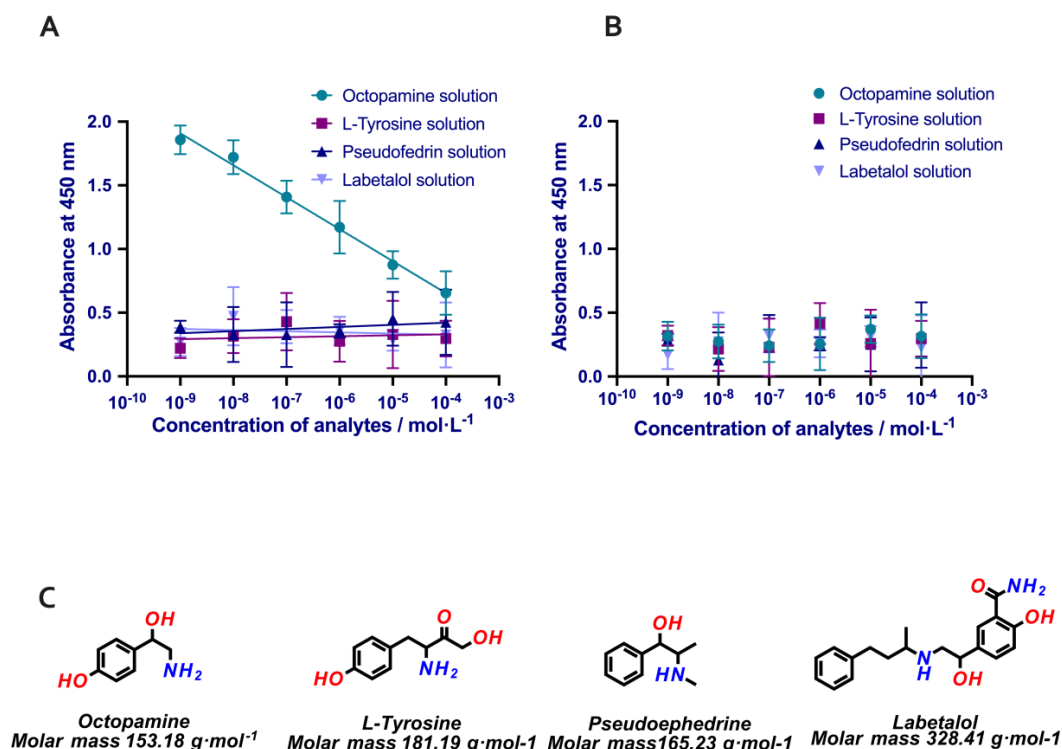 A
Octopamine solution
L-Tyrosine solution
Pseudofedrin solution
Labetalol solution
Absorbance at 450 nm
2.0
1.5
1.0
0.5
0.0
10⁻¹⁰ 10⁻⁹ 10⁻⁸ 10⁻⁷ 10⁻⁶ 10⁻⁵ 10⁻⁴ 10⁻³
Concentration of analytes / mol·L⁻¹
B
Octopamine solution
L-Tyrosine solution
Pseudofedrin solution
Labetalol solution
Absorbance at 450 nm
2.0
1.5
1.0
0.5
0.0
10⁻¹⁰ 10⁻⁹ 10⁻⁸ 10⁻⁷ 10⁻⁶ 10⁻⁵ 10⁻⁴ 10⁻³
Concentration of analytes / mol·L⁻¹
C
OH
HO
NH₂
Octopamine
Molar mass 153.18 g·mol⁻¹
O
OH
HO
NH₂
L-Tyrosine
Molar mass 181.19 g·mol-1
OH
HN
Pseudoephedrine
Molar mass165.23 g·mol-1
O
NH₂
OH
N
H
OH
Labetalol
Molar mass 328.41 g·mol-1